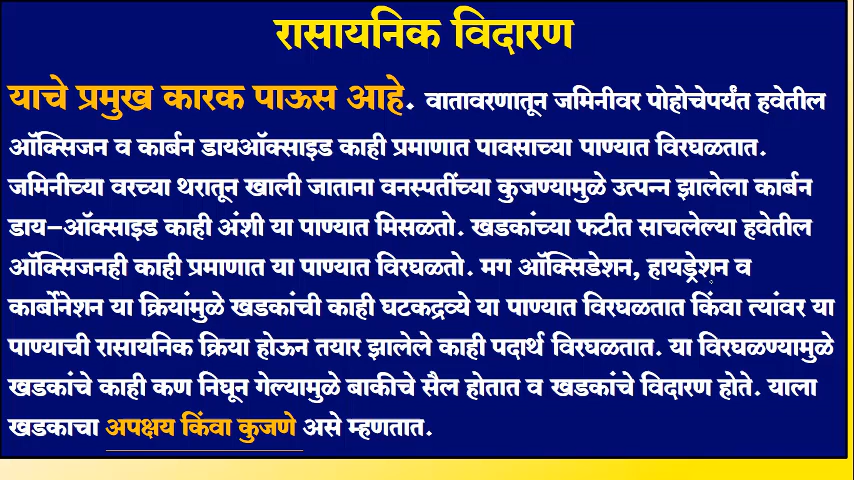 रासायनिक विदारण
याचे प्रमुख कारक पाऊस आहे. वातावरणातून जमिनीवर पोहोचेपर्यंत हवेतील
ऑक्सिजन व कार्बन डायऑक्साइड काही प्रमाणात पावसाच्या पाण्यात विरघळतात.
जमिनीच्या वरच्या थरातून खाली जाताना वनस्पतींच्या कुजण्यामुळे उत्पन्न झालेला कार्बन
डाय–ऑक्साइड काही अंशी या पाण्यात मिसळतो. खडकांच्या फटीत साचलेल्या हवेतील
ऑक्सिजनही काही प्रमाणात या पाण्यात विरघळतो. मग ऑक्सिडेशन, हायड्रेशन व
कार्बोनेशन या क्रियांमुळे खडकांची काही घटकद्रव्ये या पाण्यात विरघळतात किंवा त्यांवर या
पाण्याची रासायनिक क्रिया होऊन तयार झालेले काही पदार्थ विरघळतात. या विरघळण्यामुळे
खडकांचे काही कण निघून गेल्यामुळे बाकीचे सैल होतात व खडकांचे विदारण होते. याला
खडकाचा अपक्षय किंवा कुजणे असे म्हणतात.